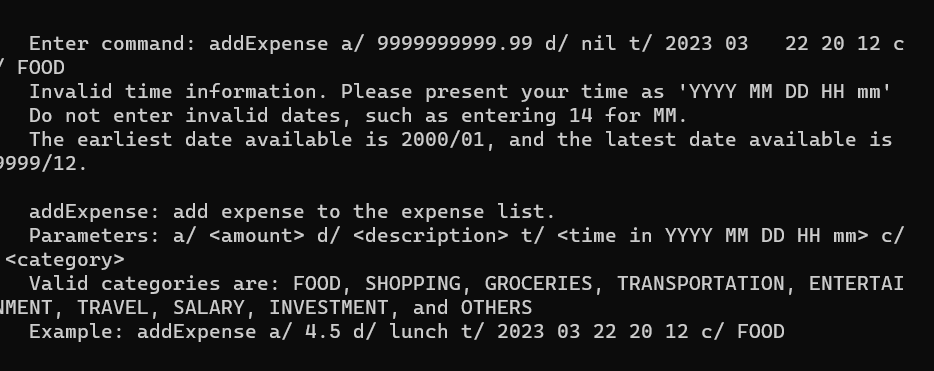 Enter command: addExpense a/ 9999999999.99 d/ nil t/ 2023 03   22 20 12 c
/ FOOD
Invalid time information. Please present your time as 'YYYY MM DD HH mm'
Do not enter invalid dates, such as entering 14 for MM.
The earliest date available is 2000/01, and the latest date available is
9999/12.
addExpense: add expense to the expense list.
Parameters: a/ <amount> d/ <description> t/ <time in YYYY MM DD HH mm> c/
<category>
Valid categories are: FOOD, SHOPPING, GROCERIES, TRANSPORTATION, ENTERTAI
NMENT, TRAVEL, SALARY, INVESTMENT, and OTHERS
Example: addExpense a/ 4.5 d/ lunch t/ 2023 03 22 20 12 c/ FOOD